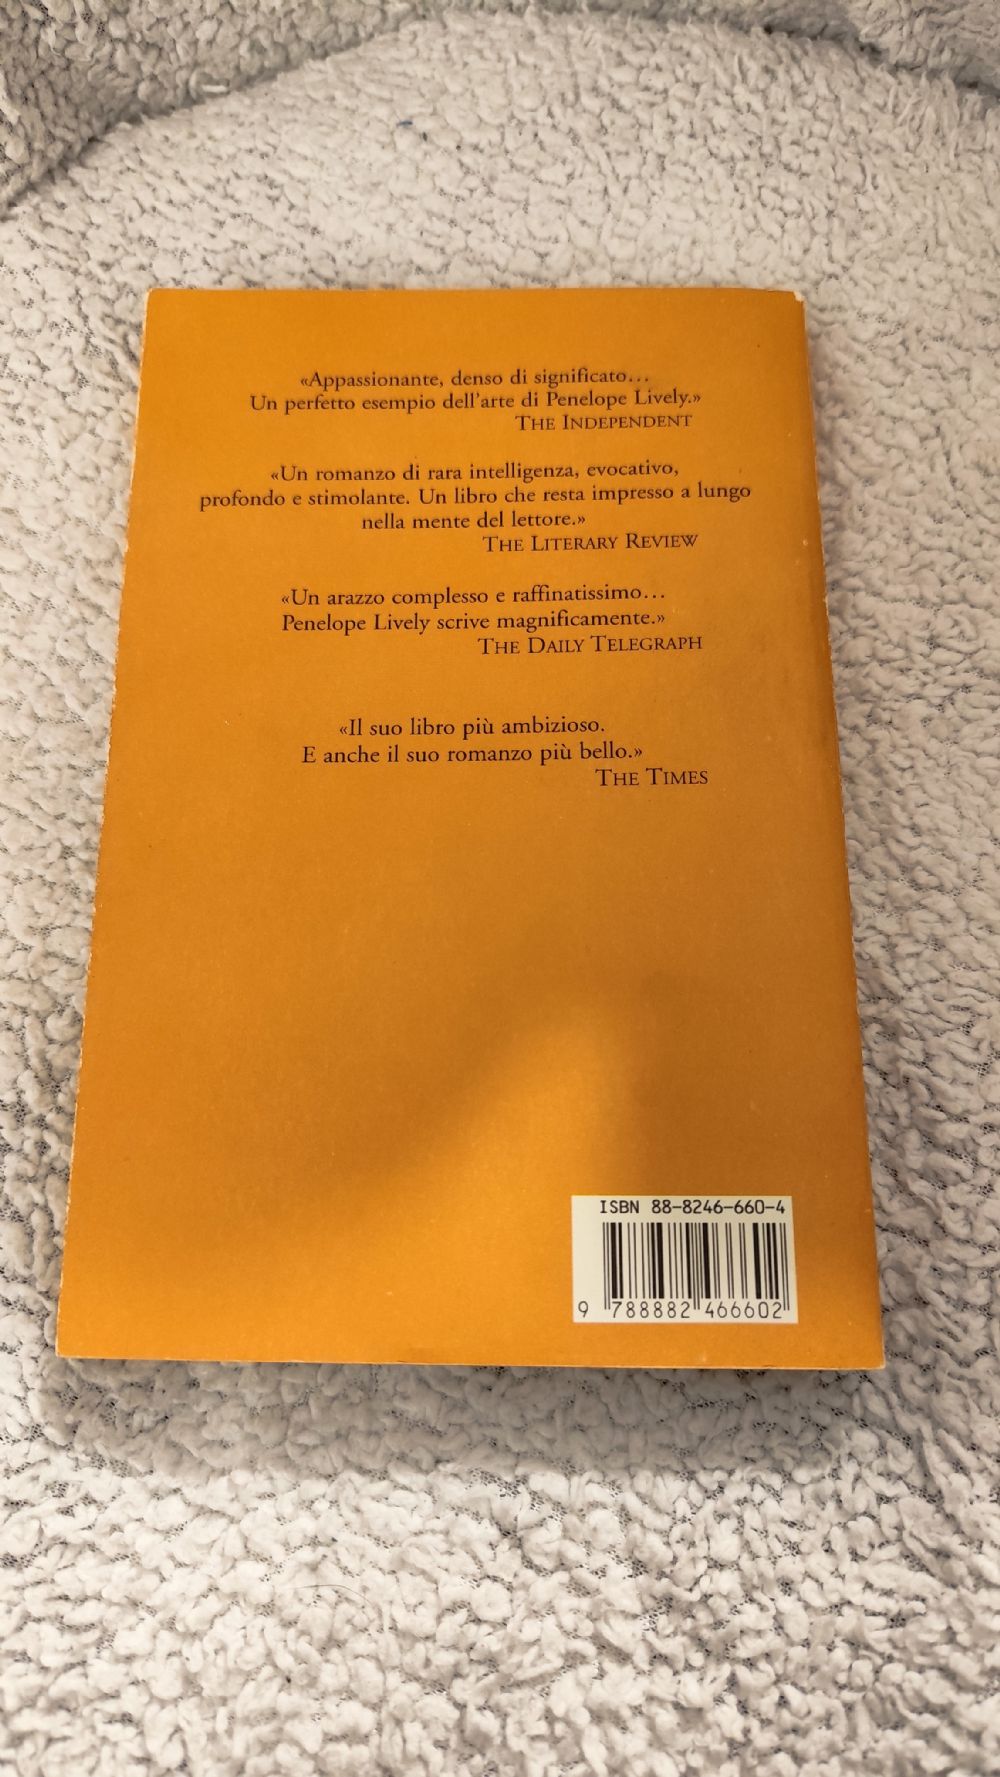 «Appassionante, denso di significato...
Un perfetto esempio dell'arte di Penelope Lively.»
THE INDEPENDENT
«Un romanzo di rara intelligenza, evocativo,
profondo e stimolante. Un libro che resta impresso a lungo
nella mente del lettore.»
THE LITERARY REVIEW
«Un arazzo complesso e raffinatissimo...
Penelope Lively scrive magnificamente.»
THE DAILY TELEGRAPH
«Il suo libro più ambizioso.
E anche il suo romanzo più bello.»
THE TIMES
ISBN 88-8246-660-4
9 788882 466602